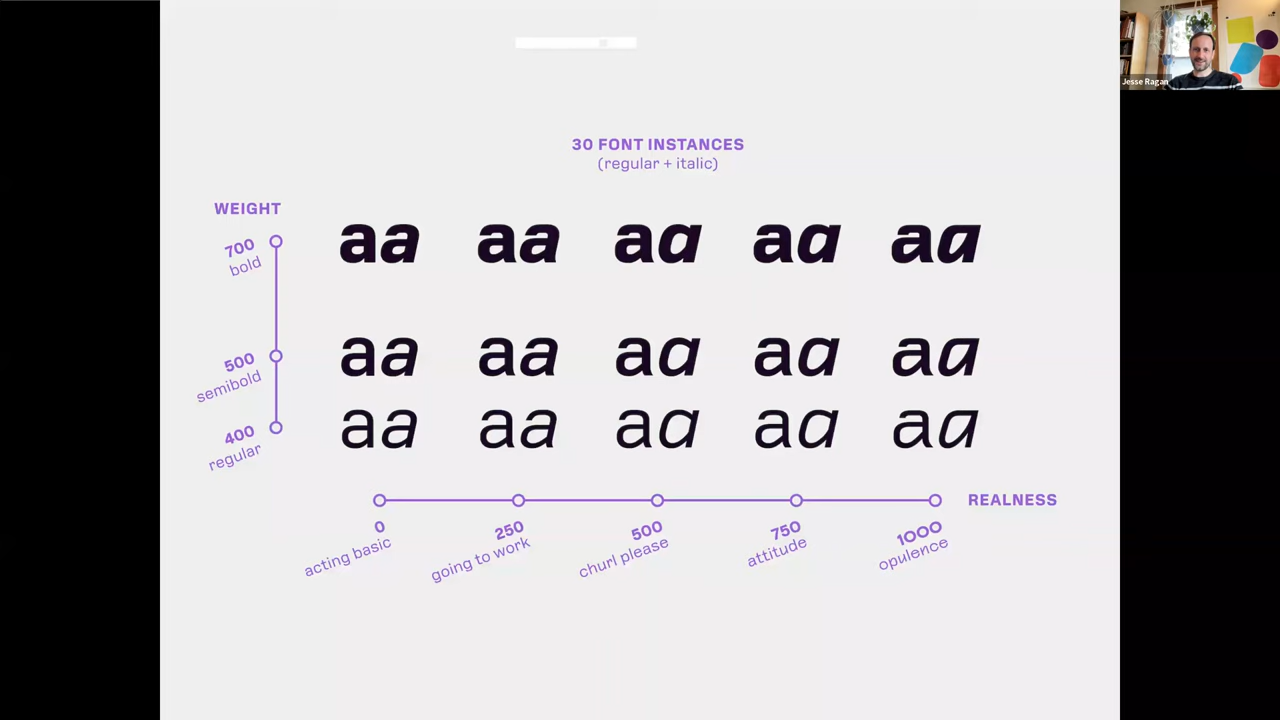 Jesse Ragan
30 FONT INSTANCES
(regular + italic)
WEIGHT
700
bold
aa aa aa aa aa
500
semibold
aa aa aa aa aa
400
regular
aa aa aa aa aa
REALNESS
0
acting basic
250
going to work
500
churl please
750
attitude
1000
opulence